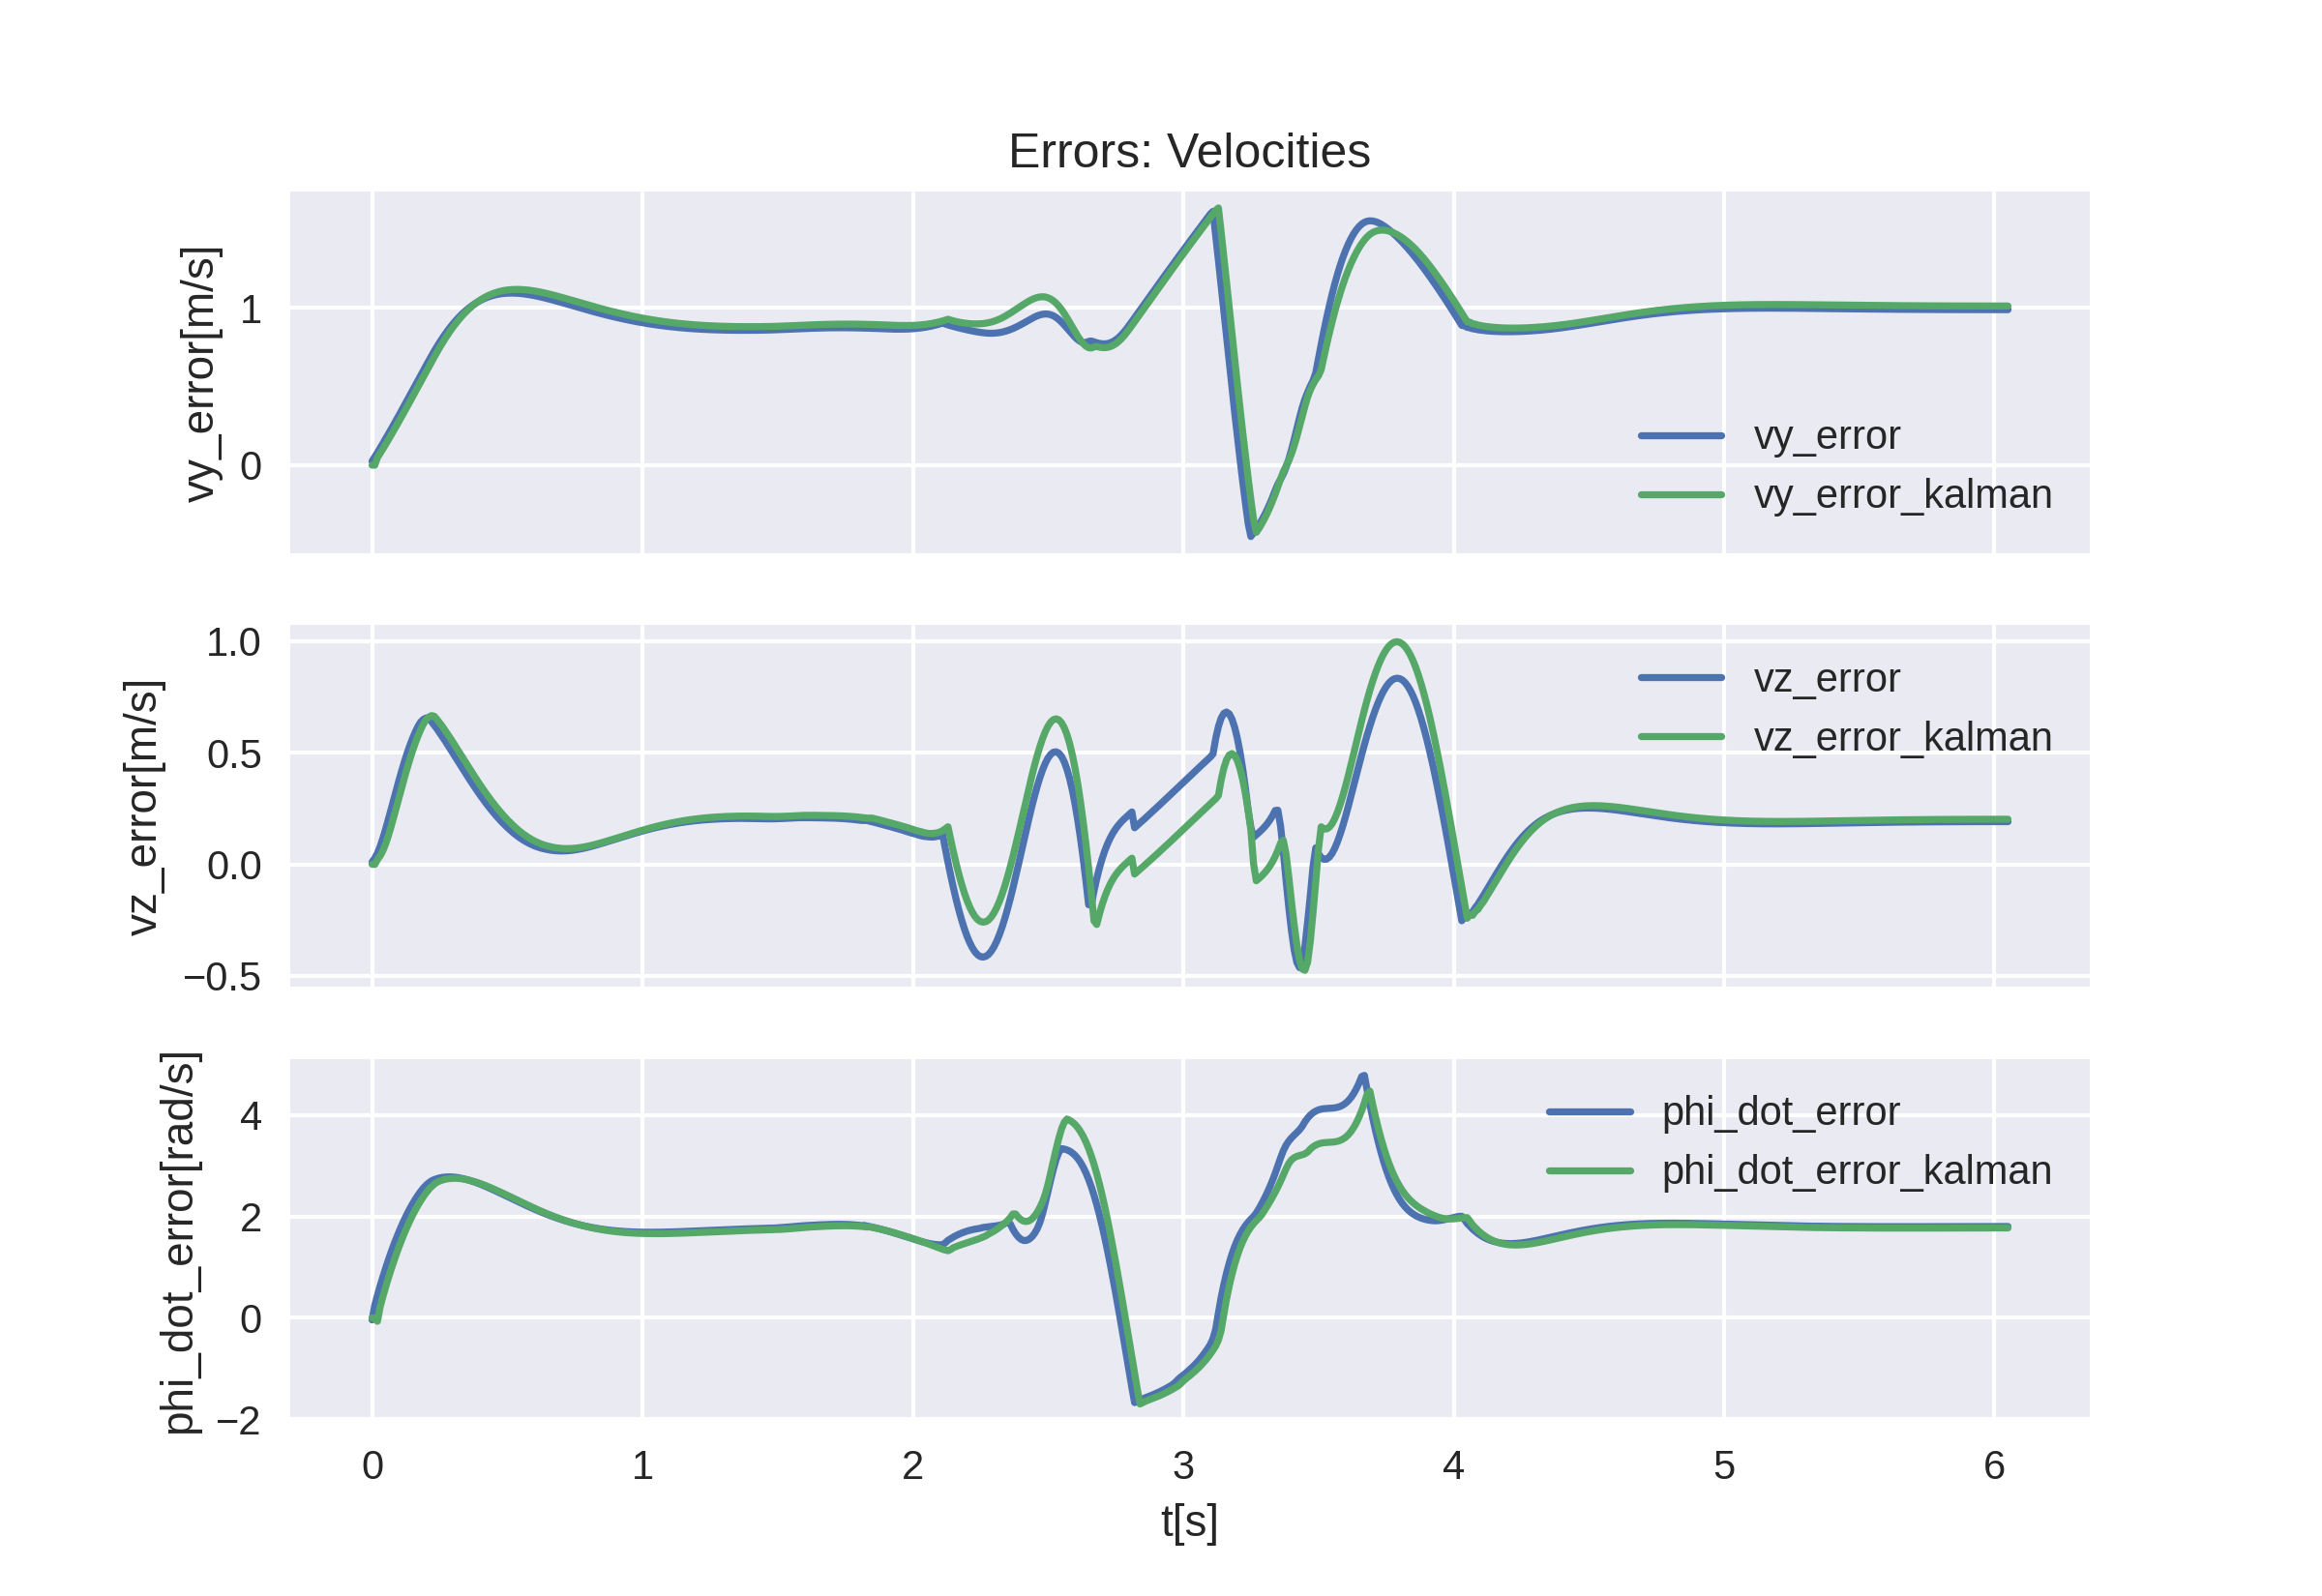 Errors: Velocities
vy_error[m/s]
1
0
vy_error
vy_error_kalman
vz_error[m/s]
1.0
0.5
0.0
−0.5
vz_error
vz_error_kalman
phi_dot_error[rad/s]
4
2
0
−2
phi_dot_error
phi_dot_error_kalman
0 1 2 3 4 5 6
t[s]